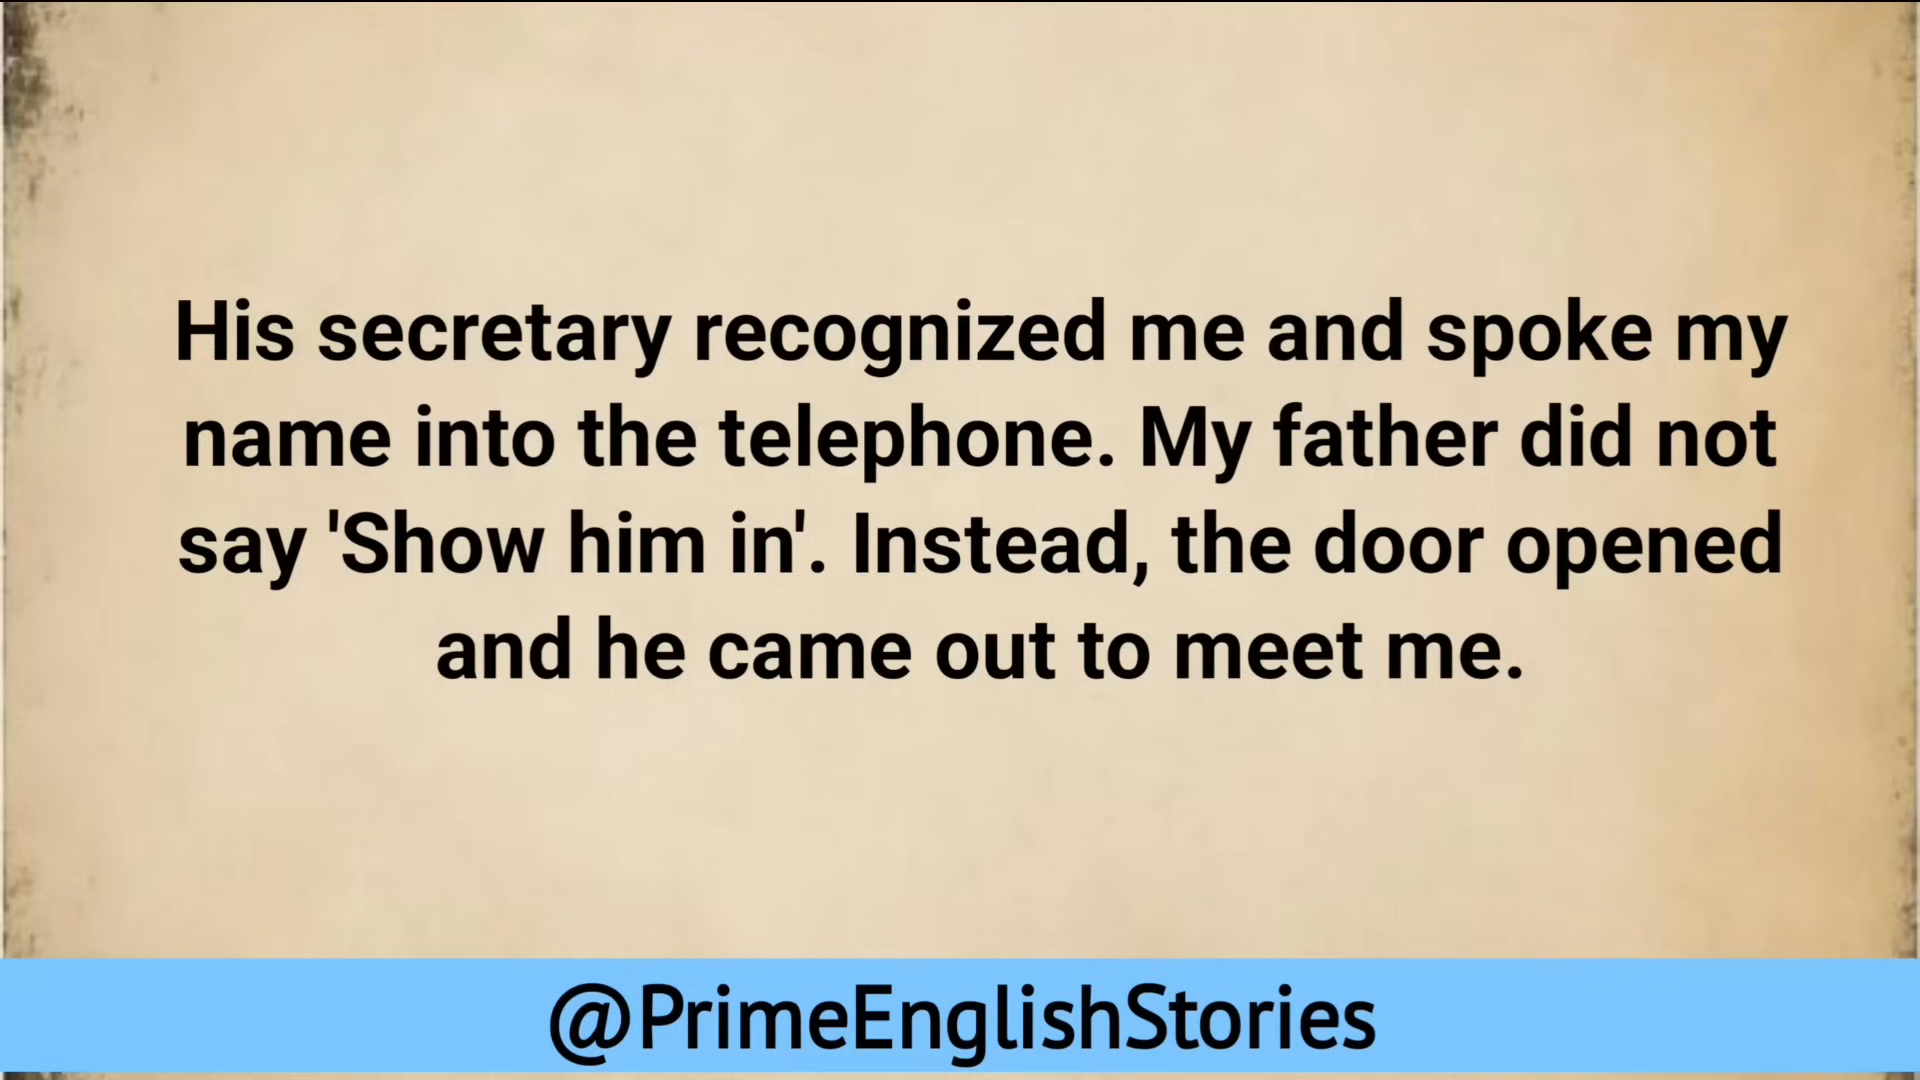 His secretary recognized me and spoke my
name into the telephone. My father did not
say 'Show him in'. Instead, the door opened
and he came out to meet me.
@PrimeEnglishStories